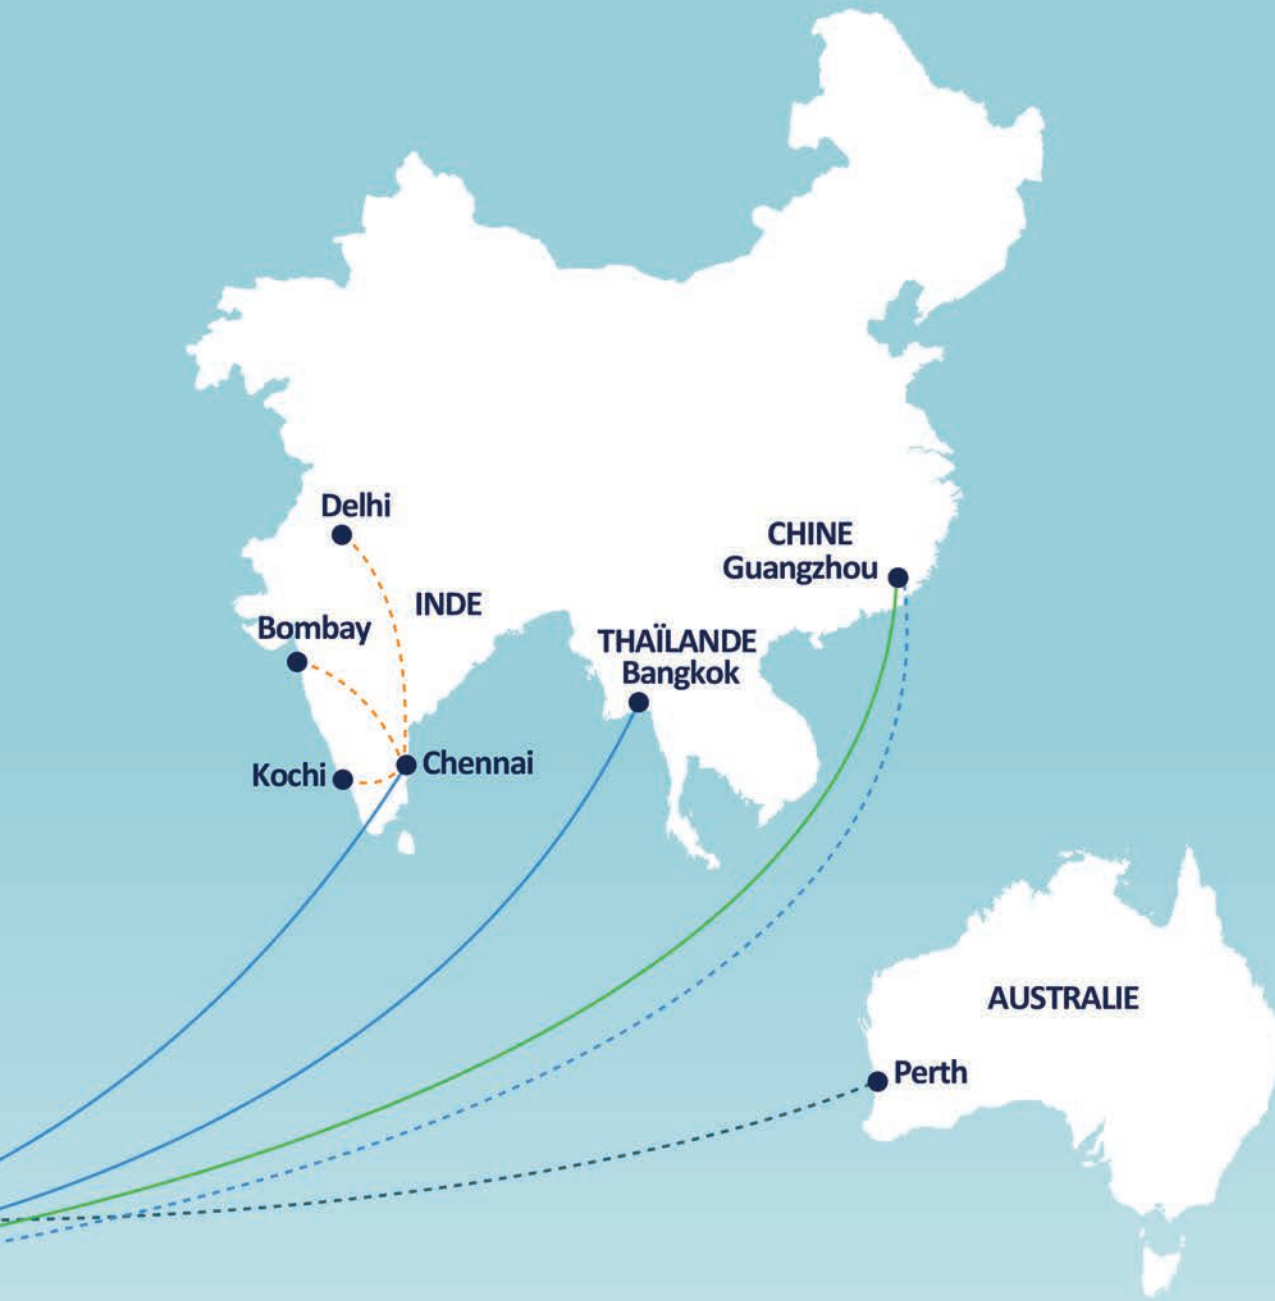 Delhi
CHINE
Guangzhou
INDE
Bombay
THAÏLANDE
Bangkok
Chennai
Kochi
AUSTRALIE
Perth